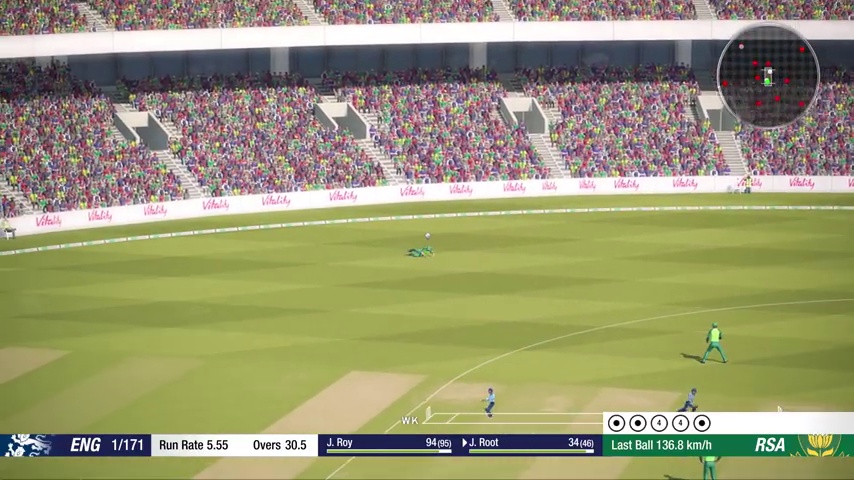 Vitality Vitality Vitality Vitality Vitality Vitality Vitality Vitality Vitality Vitality Vitality Vitality Vitality Vitality Vitality
WK
4 4
ENG 1/171 Run Rate 5.55 Overs 30.5 J. Roy 94 (95) J. Root 34 (46) Last Ball 136.8 km/h RSA